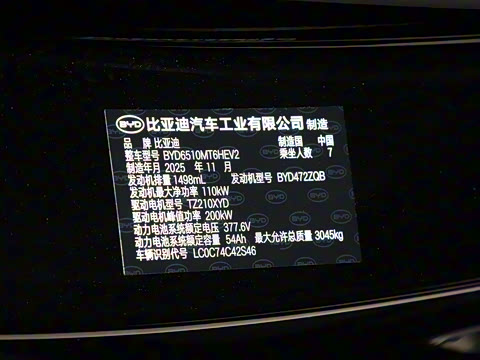 BYD 比亚迪汽车工业有限公司 制造
品 牌 比亚迪 制造国 中国
整车型号 BYD6510MT6HEV2 乘坐人数 7
制造年月 2025 年 11 月
发动机排量 1498mL 发动机型号 BYD472ZQB
发动机最大净功率 110kW
驱动电机型号 TZ210XYD
驱动电机峰值功率 200kW
动力电池系统额定电压 377.6V
动力电池系统额定容量 54Ah 最大允许总质量 3045kg
车辆识别代号 LC0C74C42S46